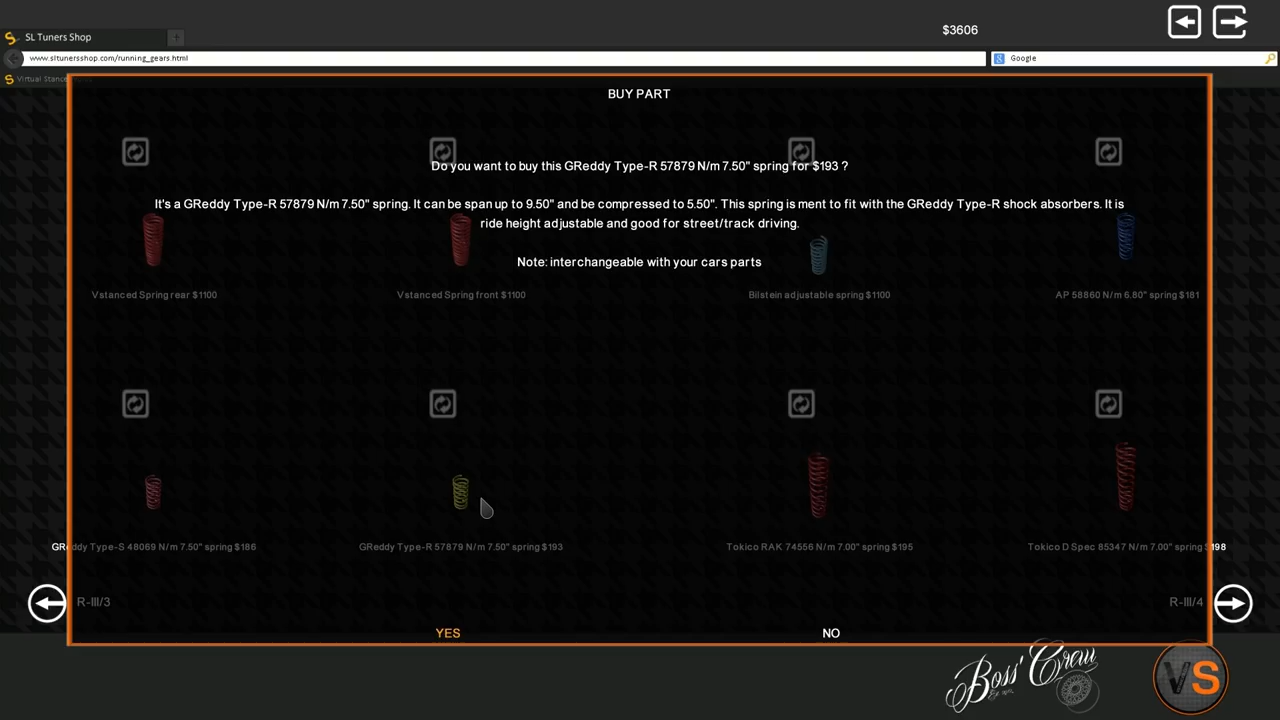 $3606
SL Tuners Shop
www.sltunersshop.com/running_gears.html
Google
Virtual Stance
BUY PART
Do you want to buy this GReddy Type-R 57879 N/m 7.50" spring for $193 ?
It's a GReddy Type-R 57879 N/m 7.50" spring. It can be span up to 9.50" and be compressed to 5.50". This spring is ment to fit with the GReddy Type-R shock absorbers. It is
ride height adjustable and good for street/track driving.
Note: interchangeable with your cars parts
Vstanced Spring rear $1100
Vstanced Spring front $1100
Bilstein adjustable spring $1100
AP 58860 N/m 6.80" spring $181
GReddy Type-S 48069 N/m 7.50" spring $186
GReddy Type-R 57879 N/m 7.50" spring $193
Tokico RAK 74556 N/m 7.00" spring $195
Tokico D Spec 85347 N/m 7.00" spring $198
R-III/3
R-III/4
YES
NO
Boss' Crew
VS